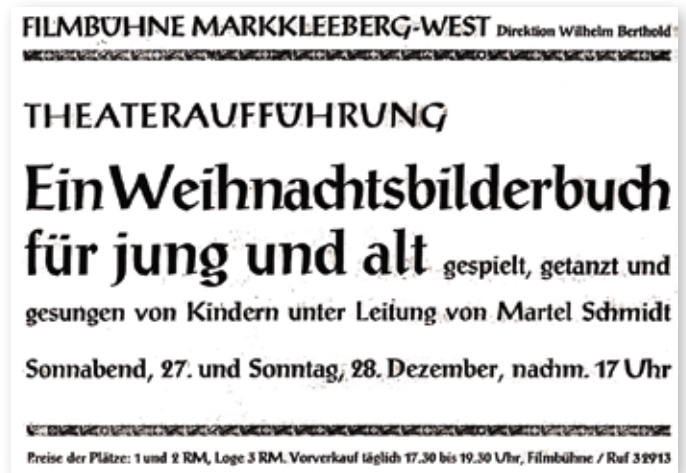 FILMBÜHNE MARKKLEEBERG-WEST Direktion Wilhelm Berthold
THEATERAUFFÜHRUNG
Ein Weihnachtsbilderbuch
für jung und alt gespielt, getanzt und
gesungen von Kindern unter Leitung von Martel Schmidt
Sonnabend, 27. und Sonntag, 28. Dezember, nachm. 17 Uhr
Preise der Plätze: 1 und 2 RM, Loge 3 RM. Vorverkauf täglich 17.30 bis 19.30 Uhr, Filmbühne / Ruf 32913